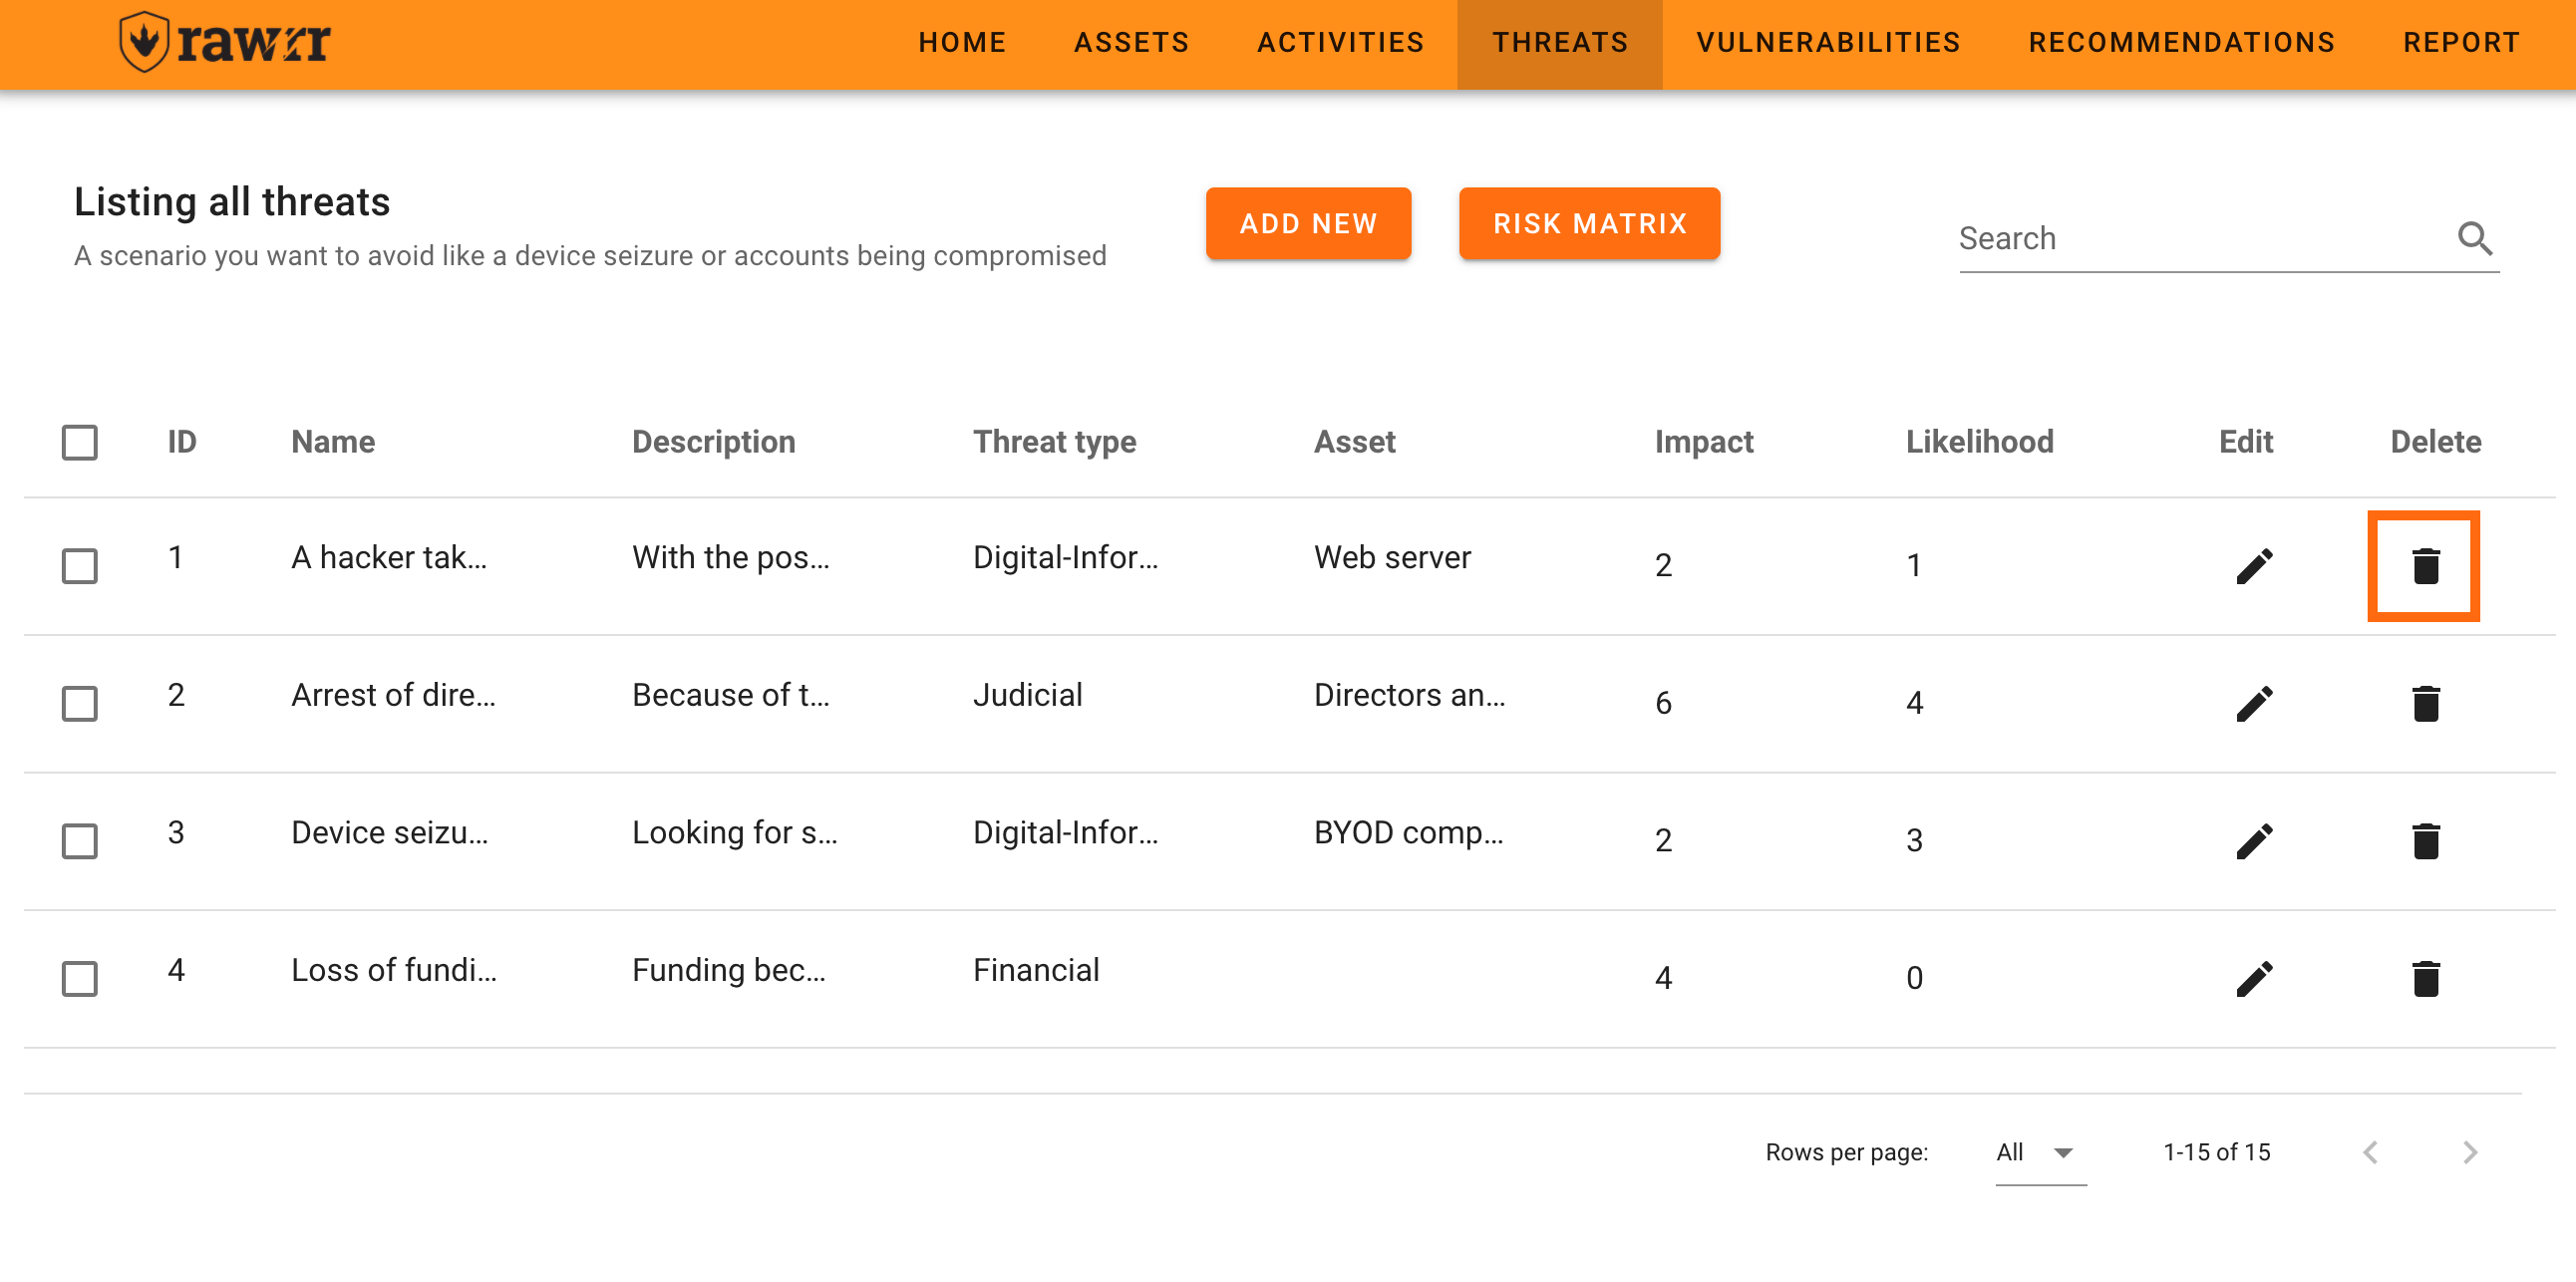 rawrr
HOME ASSETS ACTIVITIES THREATS VULNERABILITIES RECOMMENDATIONS REPORT
Listing all threats
A scenario you want to avoid like a device seizure or accounts being compromised
ADD NEW RISK MATRIX
Search
ID Name Description Threat type Asset Impact Likelihood Edit Delete
1 A hacker tak... With the pos... Digital-Infor... Web server 2 1
2 Arrest of dire... Because of t... Judicial Directors an... 6 4
3 Device seizu... Looking for s... Digital-Infor... BYOD comp... 2 3
4 Loss of fundi... Funding bec... Financial 4 0
Rows per page: All 1-15 of 15